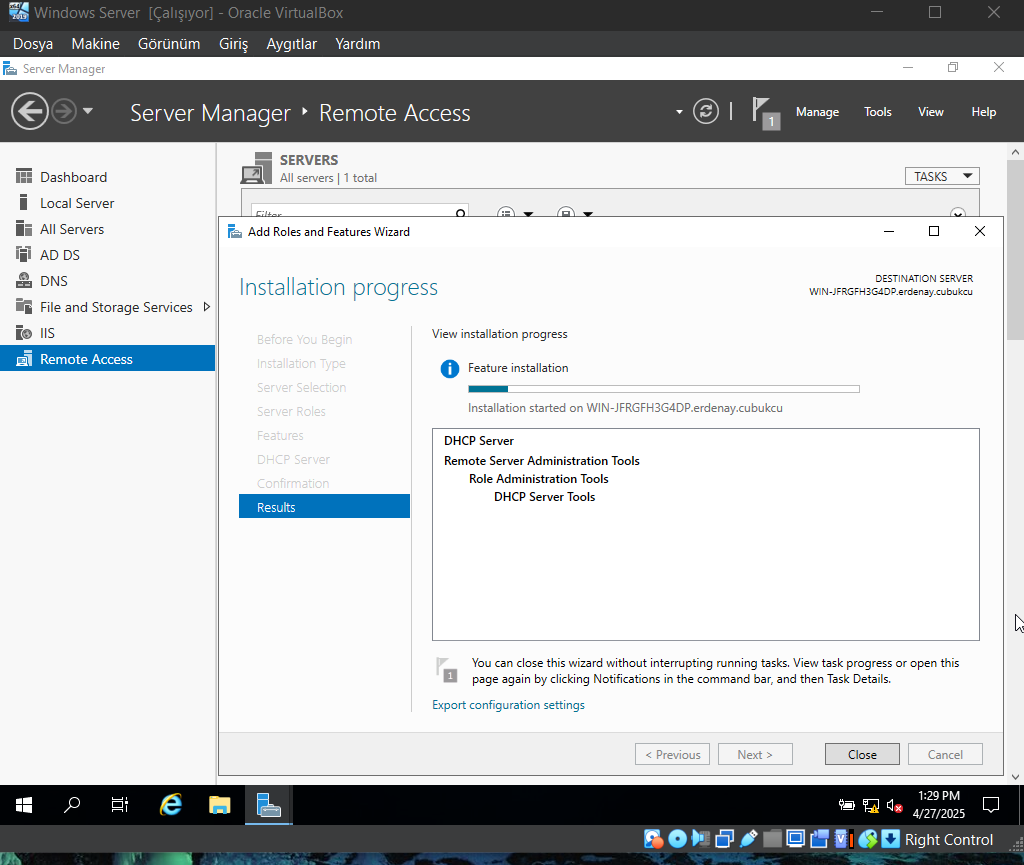 Windows Server [Çalışıyor] - Oracle VirtualBox
Dosya Makine Görünüm Giriş Aygıtlar Yardım
Server Manager
Server Manager ‣ Remote Access
1
Manage Tools View Help
Dashboard
Local Server
All Servers
AD DS
DNS
File and Storage Services
IIS
Remote Access
SERVERS
All servers | 1 total
TASKS
Filter
Add Roles and Features Wizard
Installation progress
DESTINATION SERVER
WIN-JFRGFH3G4DP.erdenay.cubukcu
Before You Begin
Installation Type
Server Selection
Server Roles
Features
DHCP Server
Confirmation
Results
View installation progress
Feature installation
Installation started on WIN-JFRGFH3G4DP.erdenay.cubukcu
DHCP Server
Remote Server Administration Tools
Role Administration Tools
DHCP Server Tools
1
You can close this wizard without interrupting running tasks. View task progress or open this
page again by clicking Notifications in the command bar, and then Task Details.
Export configuration settings
< Previous Next > Close Cancel
1:29 PM
4/27/2025
Right Control